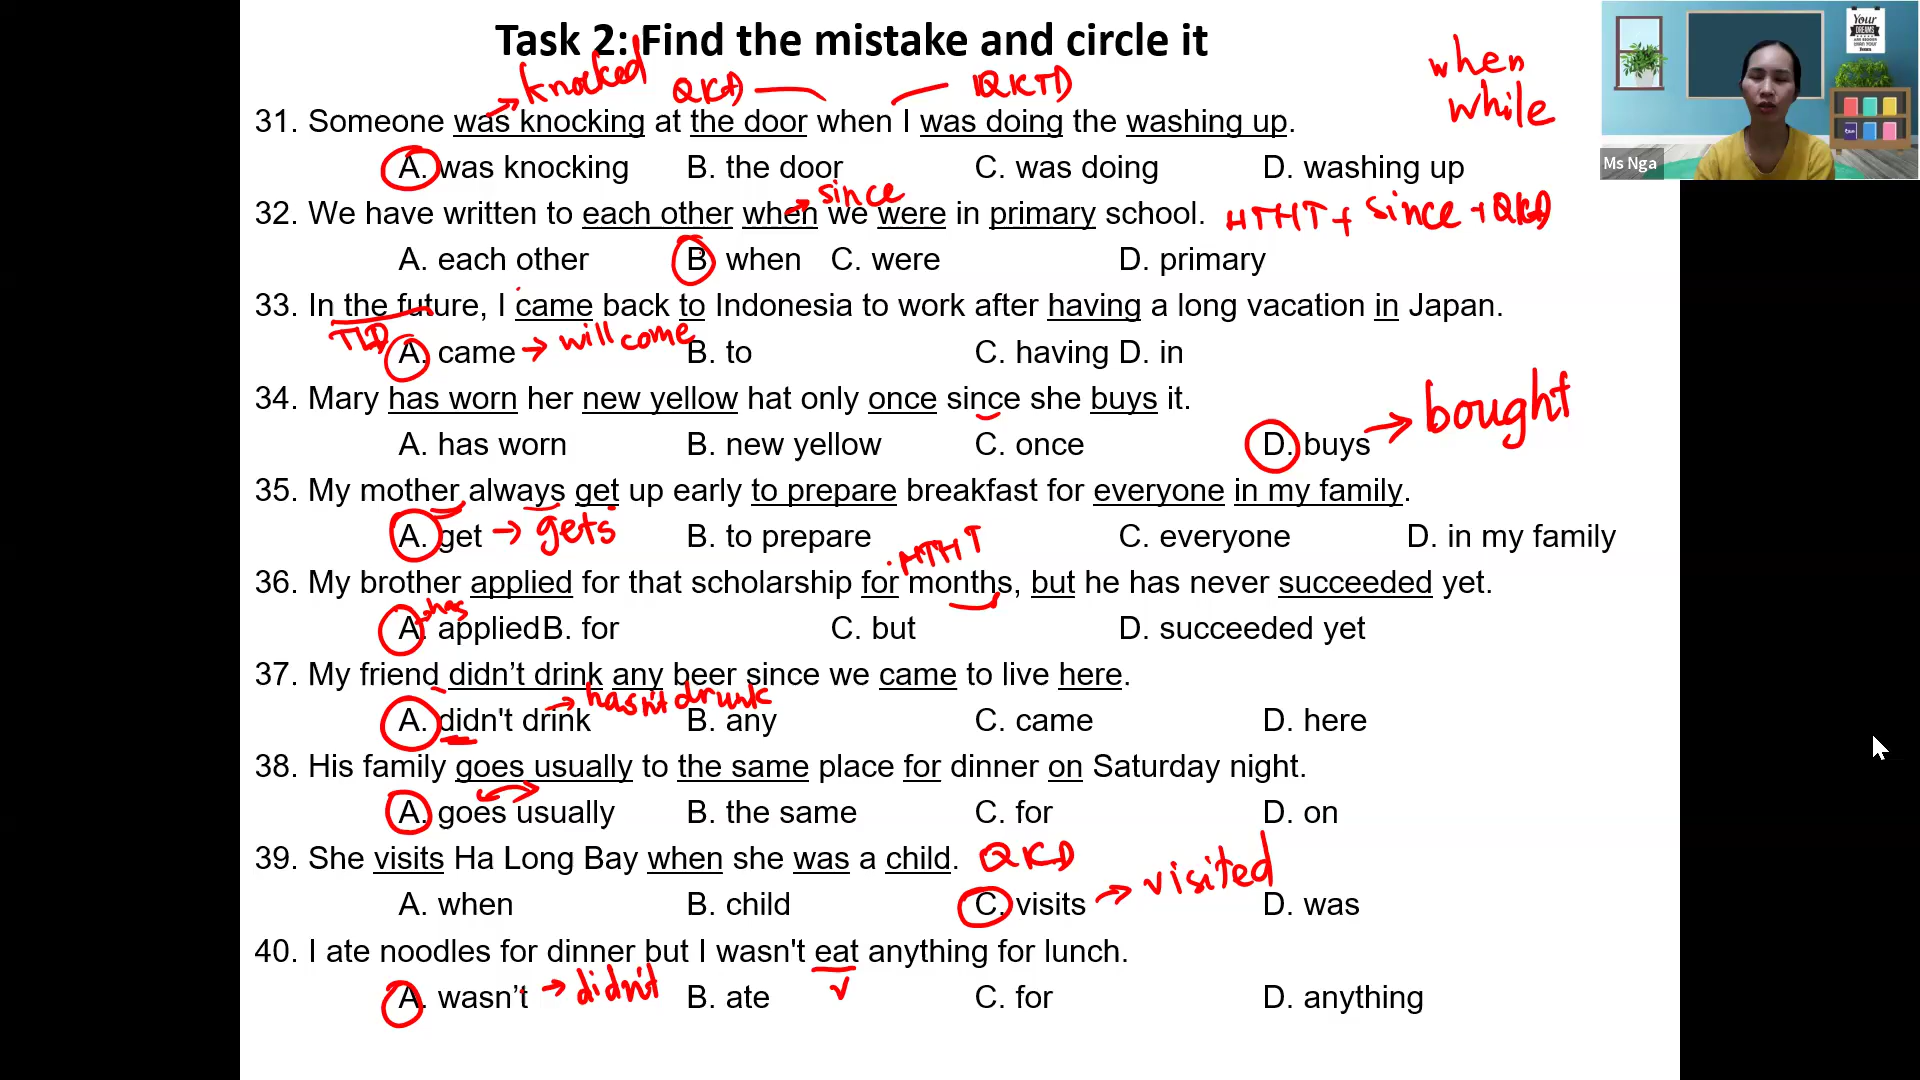 Task 2: Find the mistake and circle it
knocked QKĐ QKTD when
while
Your
DREAMS
Ms Nga
31. Someone was knocking at the door when I was doing the washing up.
A. was knocking B. the door C. was doing D. washing up
since
32. We have written to each other when we were in primary school. HTHT + since + QKĐ
A. each other B. when C. were D. primary
33. In the future, I came back to Indonesia to work after having a long vacation in Japan.
TLĐ A. came → will come B. to C. having D. in
34. Mary has worn her new yellow hat only once since she buys it.
A. has worn B. new yellow C. once D. buys → bought
35. My mother always get up early to prepare breakfast for everyone in my family.
A. get → gets B. to prepare C. everyone D. in my family
HTHT
36. My brother applied for that scholarship for months, but he has never succeeded yet.
has
A. applied B. for C. but D. succeeded yet
37. My friend didn’t drink any beer since we came to live here.
→ hasn't drunk
A. didn't drink B. any C. came D. here
38. His family goes usually to the same place for dinner on Saturday night.
A. goes usually B. the same C. for D. on
39. She visits Ha Long Bay when she was a child. QKĐ
A. when B. child C. visits → visited D. was
40. I ate noodles for dinner but I wasn't eat anything for lunch.
A. wasn’t → didn't B. ate V C. for D. anything